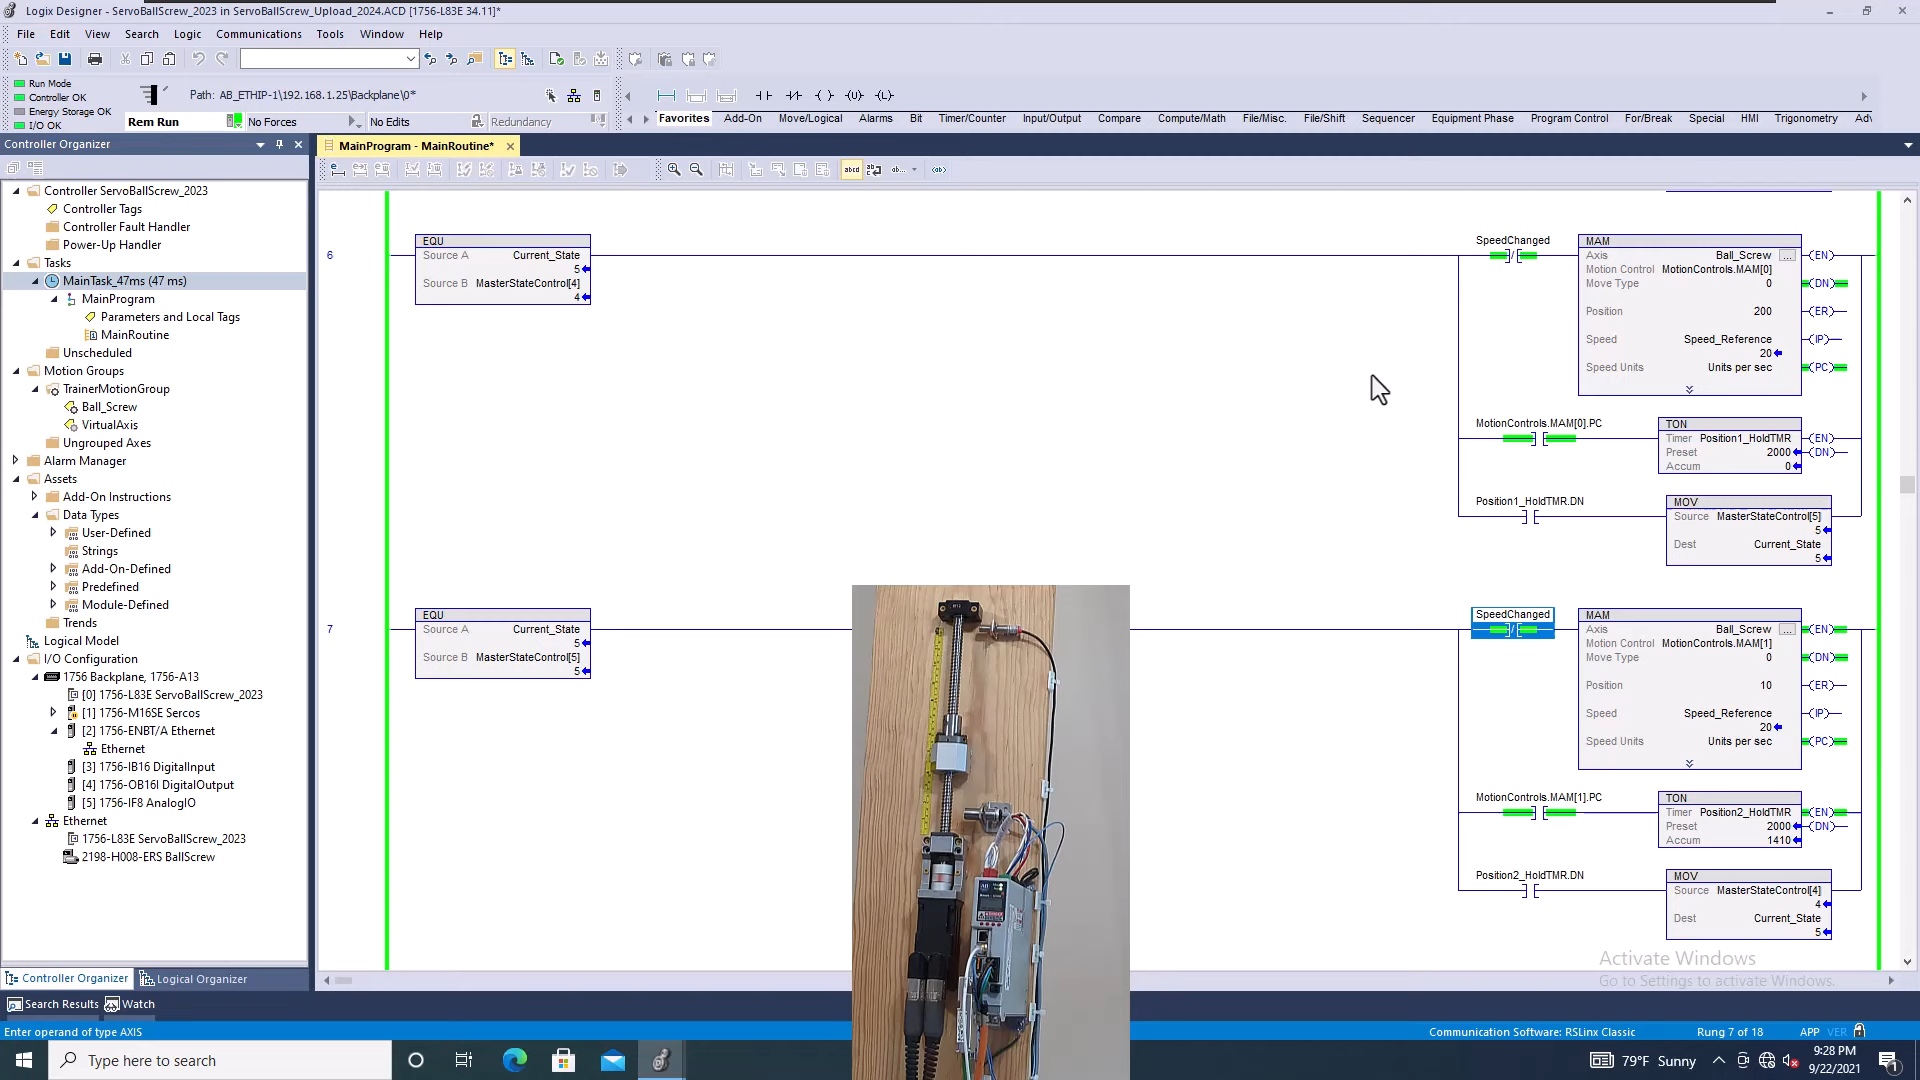 Logix Designer - ServoBallScrew_2023 in ServoBallScrew_Upload_2024.ACD [1756-L83E 34.11]*
File Edit View Search Logic Communications Tools Window Help
Run Mode
Controller OK
Energy Storage OK
I/O OK
Path: AB_ETHIP-1\192.168.1.25\Backplane\0*
Rem Run No Forces No Edits Redundancy
Favorites Add-On Move/Logical Alarms Bit Timer/Counter Input/Output Compare Compute/Math File/Misc. File/Shift Sequencer Equipment Phase Program Control For/Break Special HMI Trigonometry Adv
Controller Organizer
MainProgram - MainRoutine*
Controller ServoBallScrew_2023
Controller Tags
Controller Fault Handler
Power-Up Handler
Tasks
MainTask_47ms (47 ms)
MainProgram
Parameters and Local Tags
MainRoutine
Unscheduled
Motion Groups
TrainerMotionGroup
Ball_Screw
VirtualAxis
Ungrouped Axes
Alarm Manager
Assets
Add-On Instructions
Data Types
User-Defined
Strings
Add-On-Defined
Predefined
Module-Defined
Trends
Logical Model
I/O Configuration
1756 Backplane, 1756-A13
[0] 1756-L83E ServoBallScrew_2023
[1] 1756-M16SE Sercos
[2] 1756-ENBT/A Ethernet
Ethernet
[3] 1756-IB16 DigitalInput
[4] 1756-OB16I DigitalOutput
[5] 1756-IF8 AnalogIO
Ethernet
1756-L83E ServoBallScrew_2023
2198-H008-ERS BallScrew
Controller Organizer Logical Organizer
6
EQU
Source A Current_State
5
Source B MasterStateControl[4]
4
SpeedChanged
MAM
Axis Ball_Screw ... (EN)
Motion Control MotionControls.MAM[0]
Move Type 0 (DN)
Position 200 (ER)
Speed Speed_Reference (IP)
20
Speed Units Units per sec (PC)
MotionControls.MAM[0].PC
TON
Timer Position1_HoldTMR (EN)
Preset 2000 (DN)
Accum 0
Position1_HoldTMR.DN
MOV
Source MasterStateControl[5]
5
Dest Current_State
5
7
EQU
Source A Current_State
5
Source B MasterStateControl[5]
5
SpeedChanged
MAM
Axis Ball_Screw ... (EN)
Motion Control MotionControls.MAM[1]
Move Type 0 (DN)
Position 10 (ER)
Speed Speed_Reference (IP)
20
Speed Units Units per sec (PC)
MotionControls.MAM[1].PC
TON
Timer Position2_HoldTMR (EN)
Preset 2000 (DN)
Accum 1410
Position2_HoldTMR.DN
MOV
Source MasterStateControl[4]
4
Dest Current_State
5
Activate Windows
Go to Settings to activate Windows.
Search Results Watch
Enter operand of type AXIS
Communication Software: RSLinx Classic Rung 7 of 18 APP VER
Type here to search
79°F Sunny
9:28 PM
9/22/2021
1